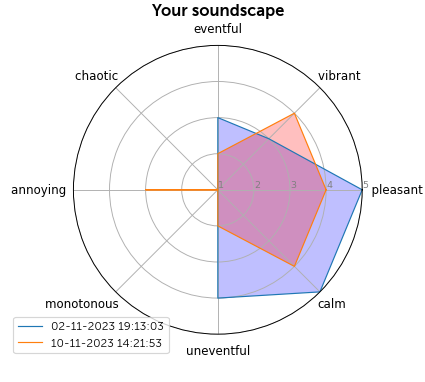 Your soundscape
eventful
chaotic
vibrant
annoying
1 2 3 4 5
pleasant
monotonous
calm
uneventful
02-11-2023 19:13:03
10-11-2023 14:21:53